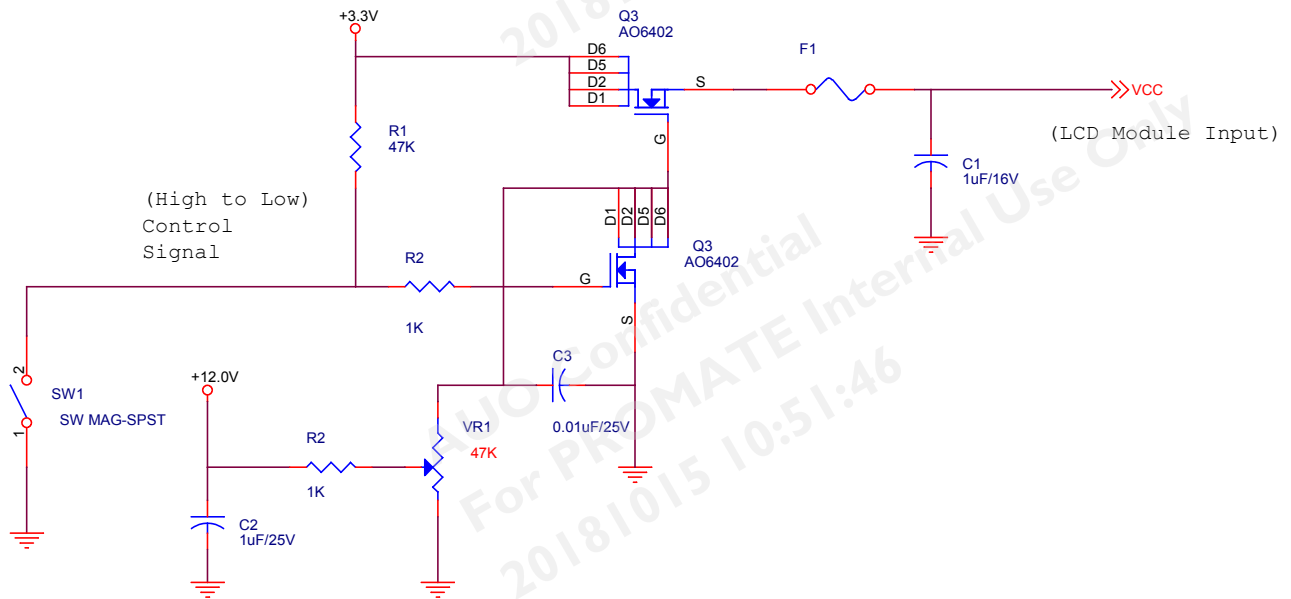 +3.3V
Q3
AO6402
D6
D5
D2
D1
S
G
F1
VCC
(LCD Module Input)
R1
47K
C1
1uF/16V
(High to Low)
Control
Signal
D1
D2
D5
D6
Q3
AO6402
R2
1K
G
S
C3
0.01uF/25V
2
1
SW1
SW MAG-SPST
+12.0V
R2
1K
VR1
47K
C2
1uF/25V
AUO Confidential
For PROMATE Internal Use Only
20181015 10:51:46
20181